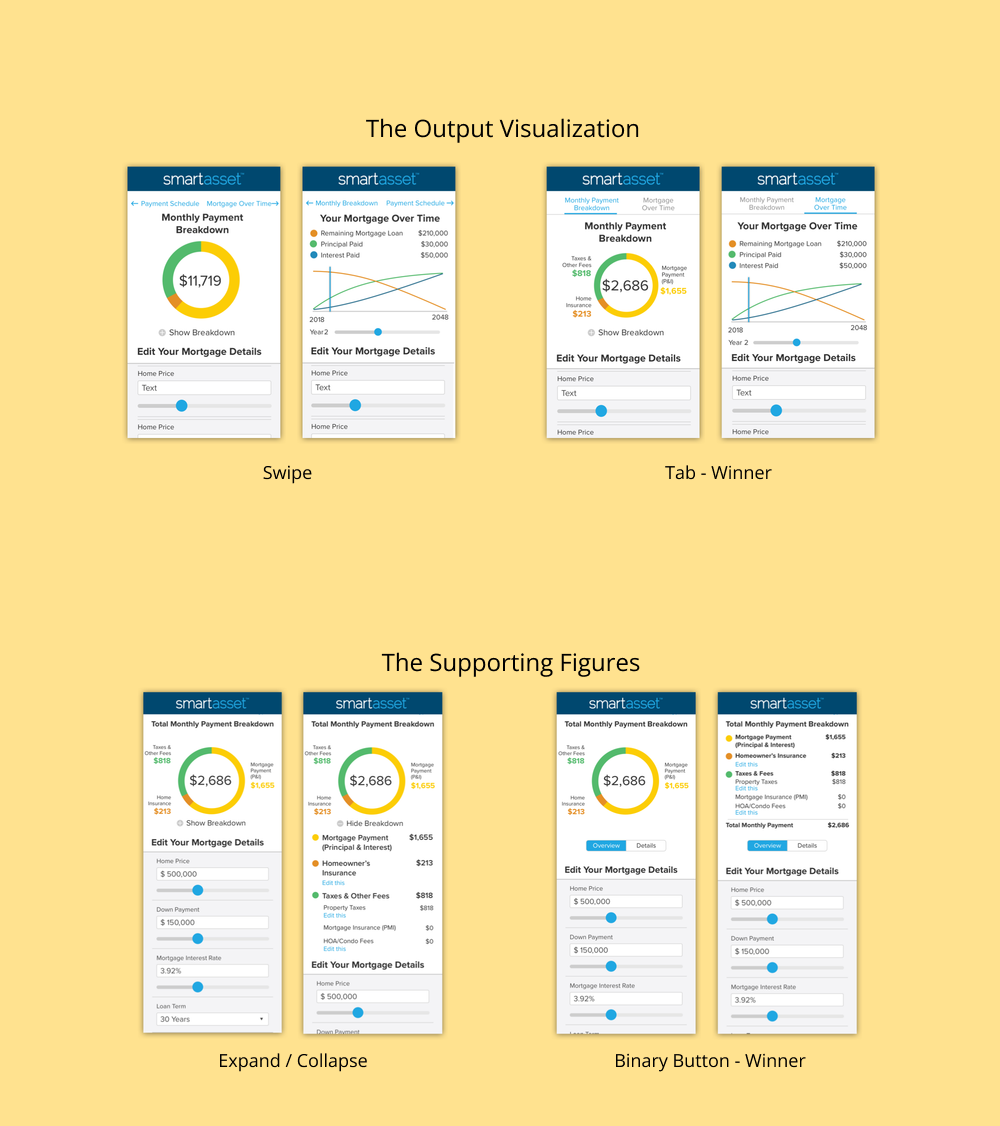 The Output Visualization
smartasset
← Payment Schedule Mortgage Over Time→
Monthly Payment
Breakdown
$11,719
Show Breakdown
Edit Your Mortgage Details
Home Price
Text
Home Price
smartasset
← Monthly Breakdown Payment Schedule →
Your Mortgage Over Time
Remaining Mortgage Loan $210,000
Principal Paid $30,000
Interest Paid $50,000
2018 2048
Year2
Edit Your Mortgage Details
Home Price
Text
Home Price
Swipe
smartasset
Monthly Payment
Breakdown
Mortgage
Over Time
Monthly Payment
Breakdown
Taxes &
Other Fees
$818
$2,686
Mortgage
Payment
(P&I)
$1,655
Home
Insurance
$213
Show Breakdown
Edit Your Mortgage Details
Home Price
Text
Home Price
smartasset
Monthly Payment
Breakdown
Mortgage
Over Time
Your Mortgage Over Time
Remaining Mortgage Loan $210,000
Principal Paid $30,000
Interest Paid $50,000
2018 2048
Year 2
Edit Your Mortgage Details
Home Price
Text
Home Price
Tab - Winner
The Supporting Figures
smartasset
Total Monthly Payment Breakdown
Taxes &
Other Fees
$818
$2,686
Mortgage
Payment
(P&I)
$1,655
Home
Insurance
$213
Show Breakdown
Edit Your Mortgage Details
Home Price
$ 500,000
Down Payment
$ 150,000
Mortgage Interest Rate
3.92%
Loan Term
30 Years
smartasset
Total Monthly Payment Breakdown
Taxes &
Other Fees
$818
$2,686
Mortgage
Payment
(P&I)
$1,655
Home
Insurance
$213
Hide Breakdown
Mortgage Payment $1,655
(Principal & Interest)
Homeowner's $213
Insurance
Edit this
Taxes & Other Fees $818
Property Taxes $818
Edit this
Mortgage Insurance (PMI) $0
HOA/Condo Fees $0
Edit this
Edit Your Mortgage Details
Home Price
$ 500,000
Down Payment
Expand / Collapse
smartasset
Total Monthly Payment Breakdown
Taxes &
Other Fees
$818
$2,686
Mortgage
Payment
(P&I)
$1,655
Home
Insurance
$213
Overview Details
Edit Your Mortgage Details
Home Price
$ 500,000
Down Payment
$ 150,000
Mortgage Interest Rate
3.92%
Loan Term
smartasset
Total Monthly Payment Breakdown
Mortgage Payment $1,655
(Principal & Interest)
Homeowner's Insurance $213
Edit this
Taxes & Fees $818
Property Taxes $818
Edit this
Mortgage Insurance (PMI) $0
HOA/Condo Fees $0
Edit this
Total Monthly Payment $2,686
Overview Details
Edit Your Mortgage Details
Home Price
$ 500,000
Down Payment
$ 150,000
Mortgage Interest Rate
3.92%
Binary Button - Winner